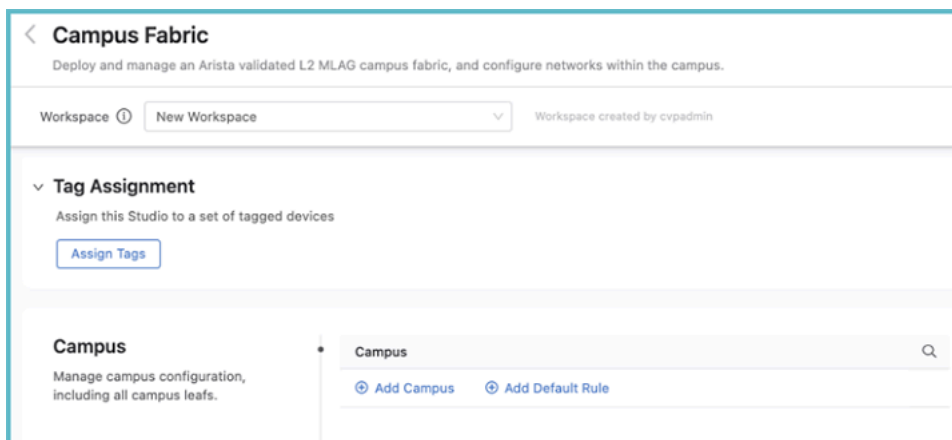 Campus Fabric
Deploy and manage an Arista validated L2 MLAG campus fabric, and configure networks within the campus.
Workspace New Workspace Workspace created by cvpadmin
Tag Assignment
Assign this Studio to a set of tagged devices
Assign Tags
Campus
Manage campus configuration,
including all campus leafs.
Campus
Add Campus Add Default Rule